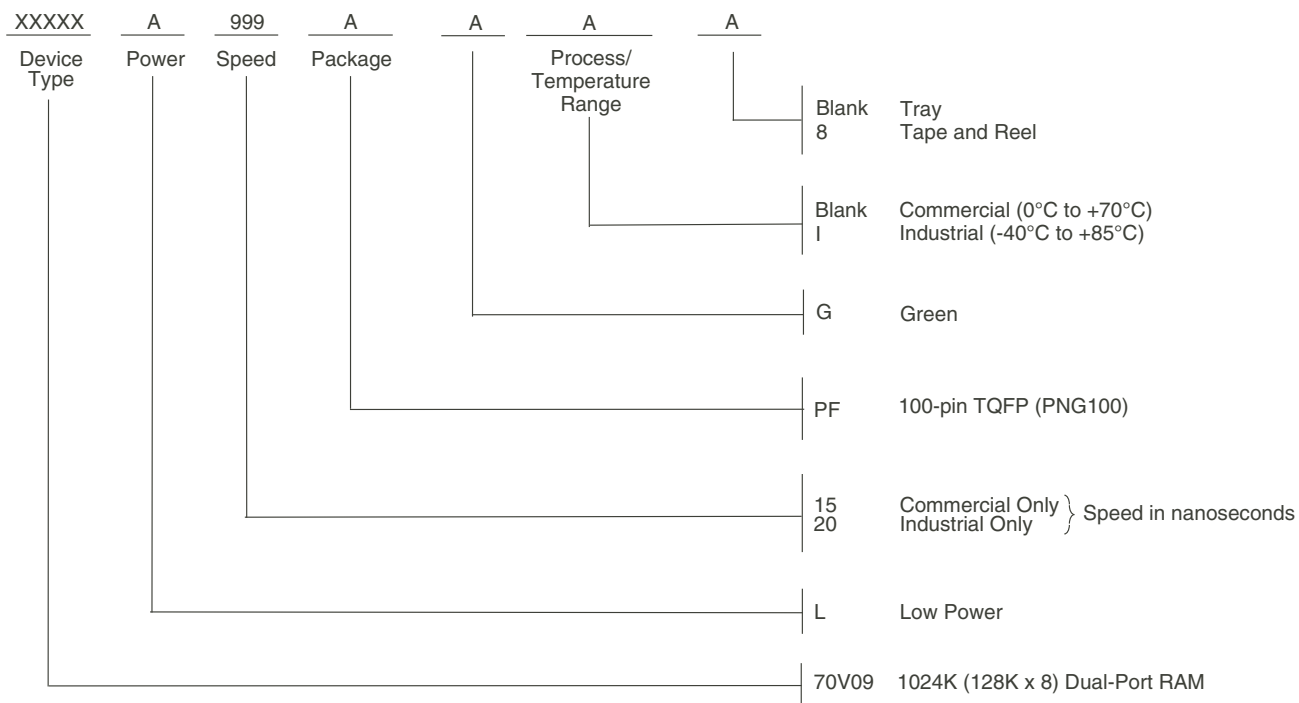 XXXXX A 999 A A A A
Device Type
Power
Speed
Package
Process/
Temperature
Range
Blank Tray
8 Tape and Reel
Blank Commercial (0°C to +70°C)
I Industrial (-40°C to +85°C)
G Green
PF 100-pin TQFP (PNG100)
15 Commercial Only
20 Industrial Only
Speed in nanoseconds
L Low Power
70V09 1024K (128K x 8) Dual-Port RAM